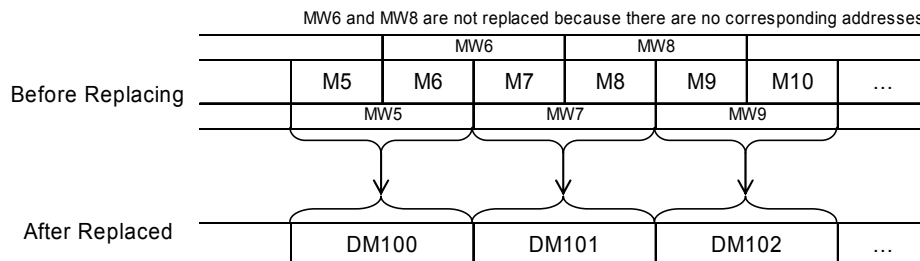 MW6 and MW8 are not replaced because there are no corresponding addresses
MW6 MW8
Before Replacing M5 M6 M7 M8 M9 M10 …
MW5 MW7 MW9
After Replaced DM100 DM101 DM102 …